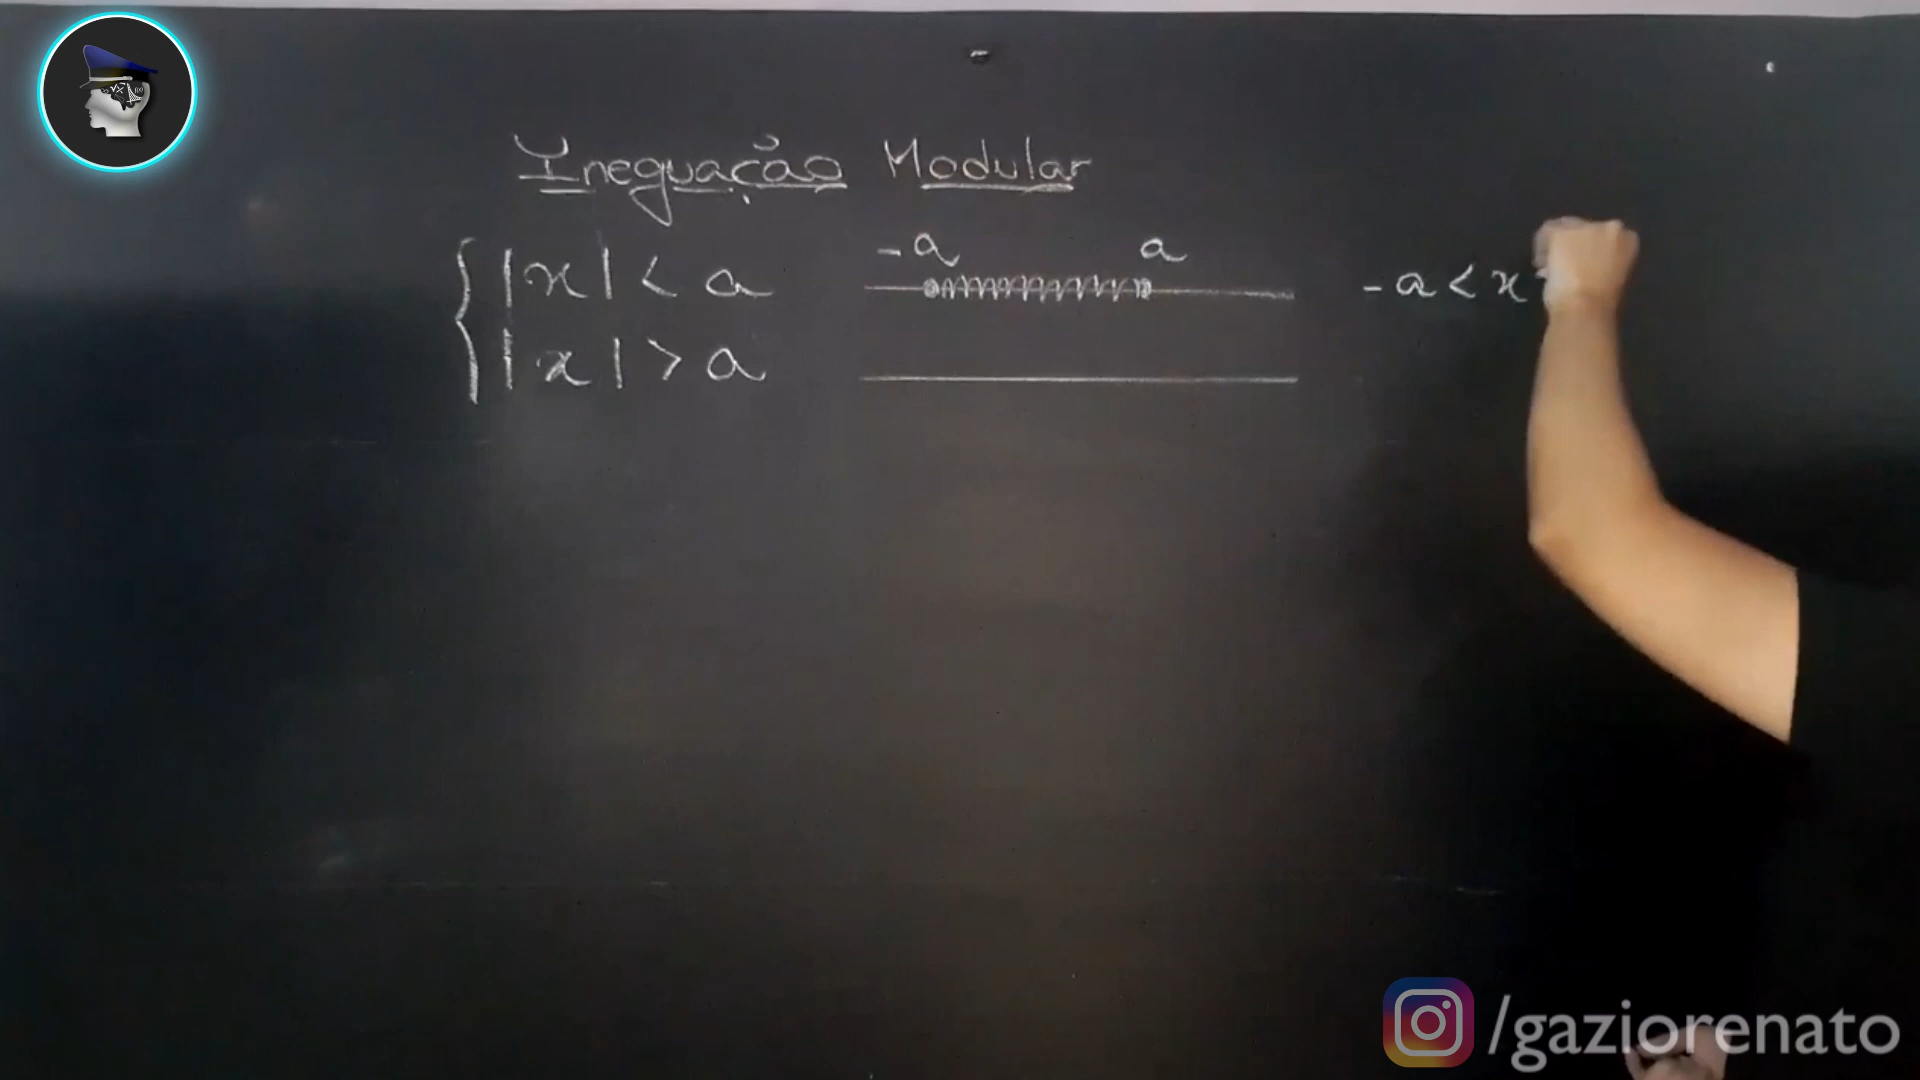 Inequação Modular
|x| < a -a a -a < x
|x| > a
/gaziorenato